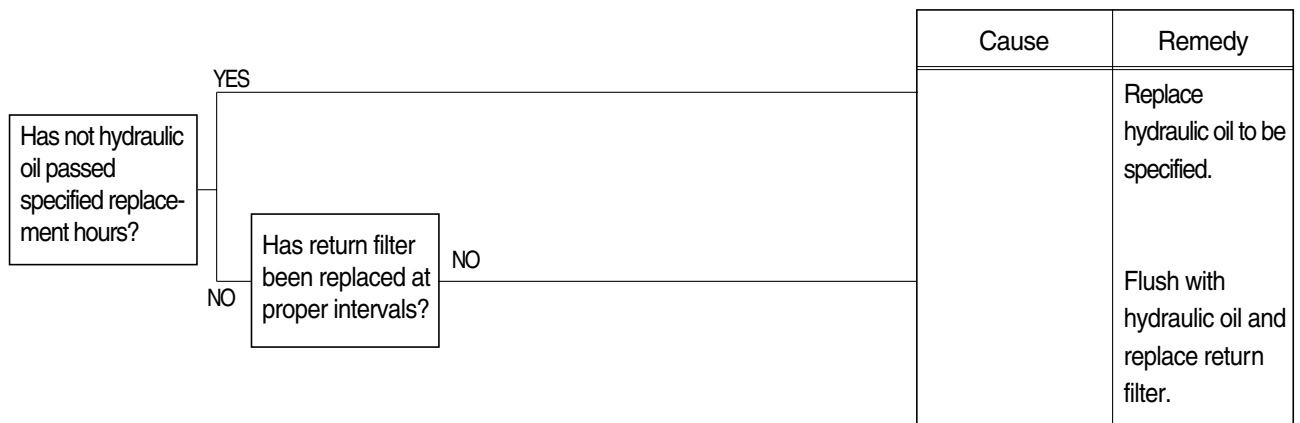 Cause
Remedy
YES
Replace
hydraulic oil to be
specified.
Has not hydraulic
oil passed
specified replace-
ment hours?
NO
Has return filter
been replaced at
proper intervals?
NO
Flush with
hydraulic oil and
replace return
filter.